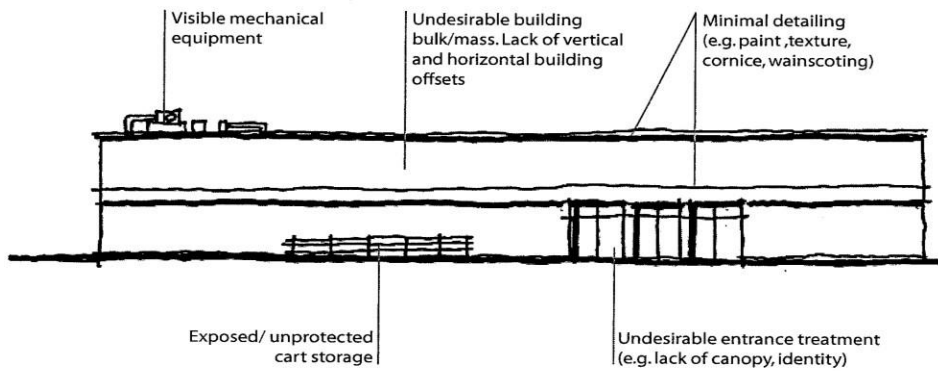 Visible mechanical
equipment
Undesirable building
bulk/mass. Lack of vertical
and horizontal building
offsets
Minimal detailing
(e.g. paint ,texture,
cornice, wainscoting)
Exposed/ unprotected
cart storage
Undesirable entrance treatment
(e.g. lack of canopy, identity)